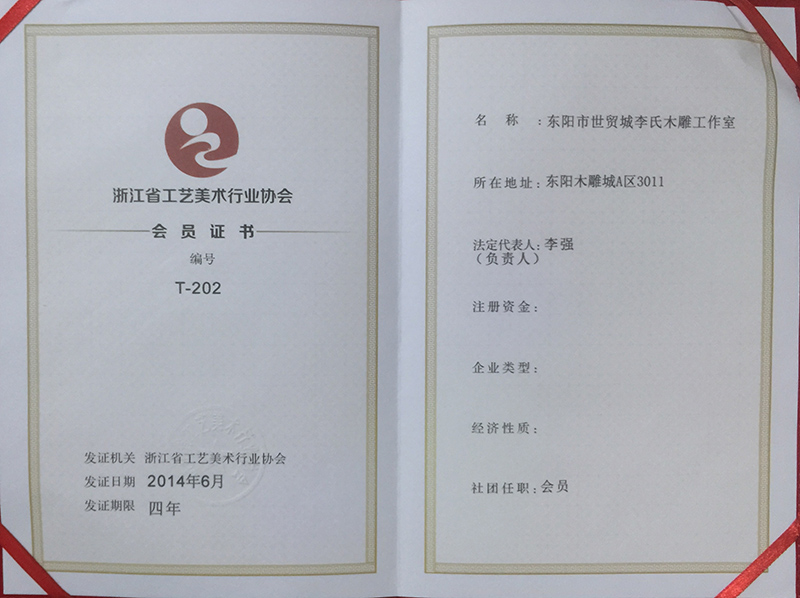 浙江省工艺美术行业协会
会员证书
编号
T-202
发证机关 浙江省工艺美术行业协会
发证日期 2014年6月
发证期限 四年
名称：东阳市世贸城李氏木雕工作室
所在地址：东阳木雕城A区3011
法定代表人：李强
（负责人）
注册资金：
企业类型：
经济性质：
社团任职：会员